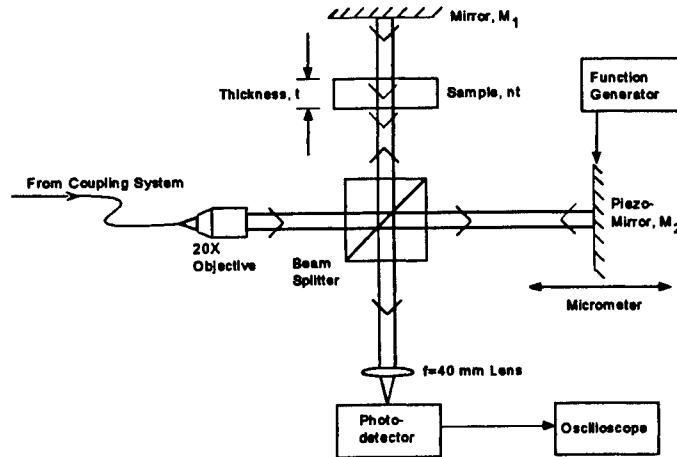 Mirror, M1
Thickness, t
Sample, nt
Function
Generator
From Coupling System
20X
Objective
Beam
Splitter
Piezo-
Mirror, M2
Micrometer
f=40 mm Lens
Photo-
detector
Oscilloscope